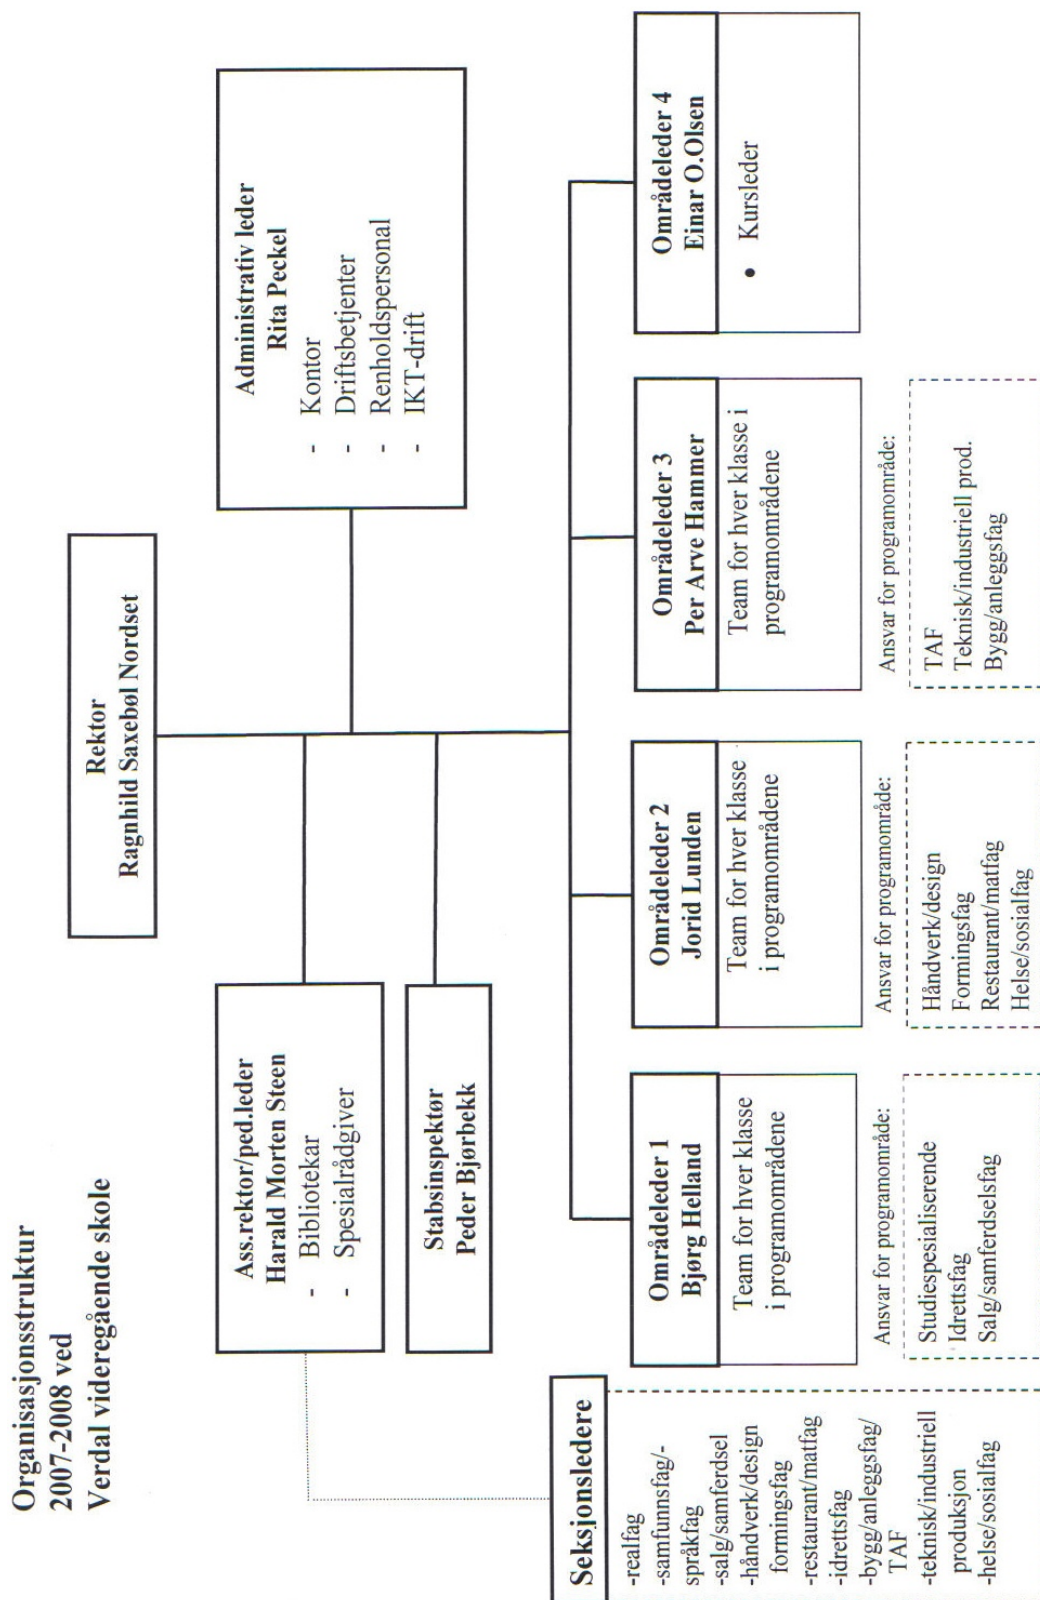 Organisasjonsstruktur
2007-2008 ved
Verdal videregående skole
Rektor
Ragnhild Saxebøl Nordset
Ass.rektor/ped.leder
Harald Morten Steen
- Bibliotekar
- Spesialrådgiver
Administrativ leder
Rita Peckel
- Kontor
- Driftsbetjenter
- Renholdspersonal
- IKT-drift
Stabsinspektør
Peder Bjørbekk
Seksjonsledere
-realfag
-samfunnsfag/-
språkfag
-salg/samferdsel
-håndverk/design
formingsfag
-restaurant/matfag
-idrettsfag
-bygg/anleggsfag/
TAF
-teknisk/industriell
produksjon
-helse/sosialfag
Områdeleder 1
Bjørg Helland
Team for hver klasse
i programområdene
Ansvar for programområde:
Studiespesialiserende
Idrettsfag
Salg/samferdselsfag
Områdeleder 2
Jorid Lunden
Team for hver klasse
i programområdene
Ansvar for programområde:
Håndverk/design
Formingsfag
Restaurant/matfag
Helse/sosialfag
Områdeleder 3
Per Arve Hammer
Team for hver klasse i
programområdene
Ansvar for programområde:
TAF
Teknisk/industriell prod.
Bygg/anleggsfag
Områdeleder 4
Einar O.Olsen
• Kursleder